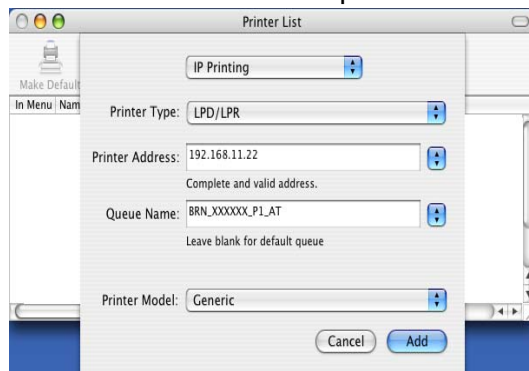 Printer List
IP Printing
Make Default
In Menu Nam
Printer Type: LPD/LPR
Printer Address: 192.168.11.22
Complete and valid address.
Queue Name: BRN_XXXXXX_P1_AT
Leave blank for default queue
Printer Model: Generic
Cancel Add